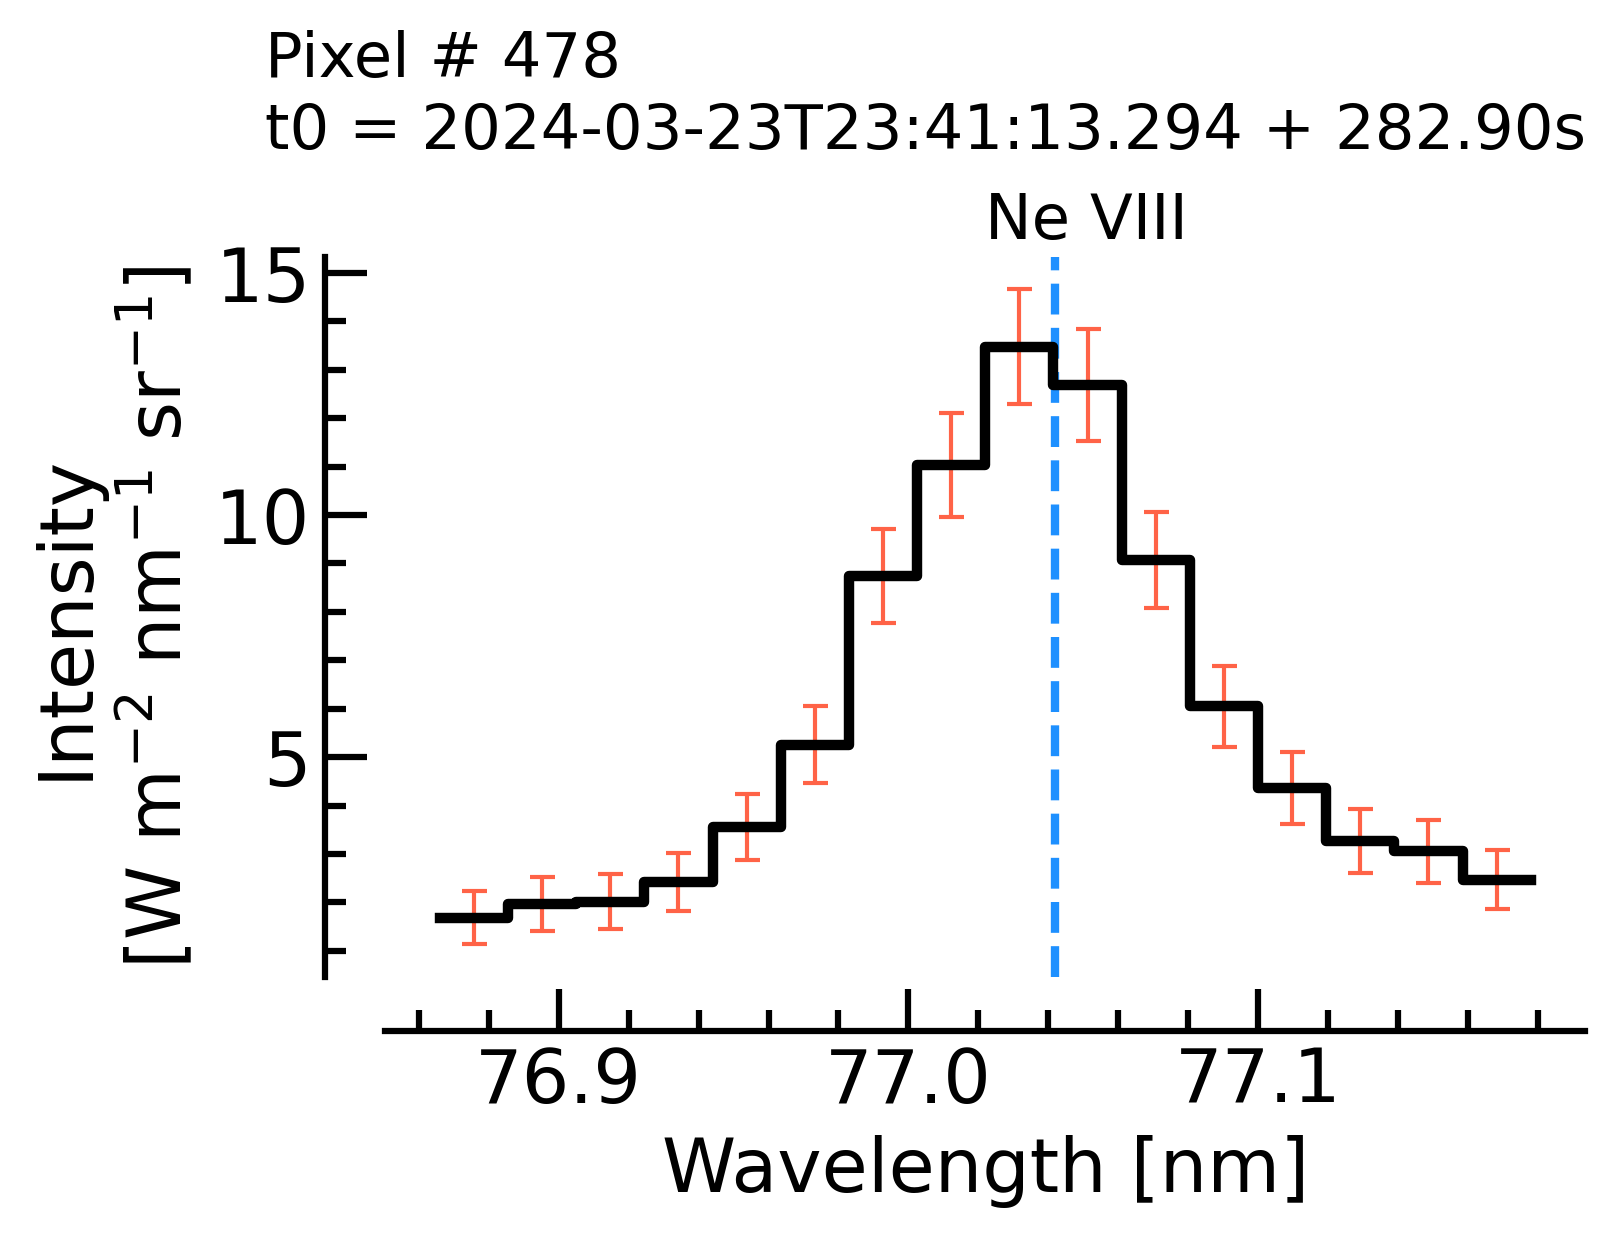 Pixel # 478
t0 = 2024-03-23T23:41:13.294 + 282.90s
Ne VIII
Intensity
[W m⁻² nm⁻¹ sr⁻¹]
15
10
5
76.9
77.0
77.1
Wavelength [nm]